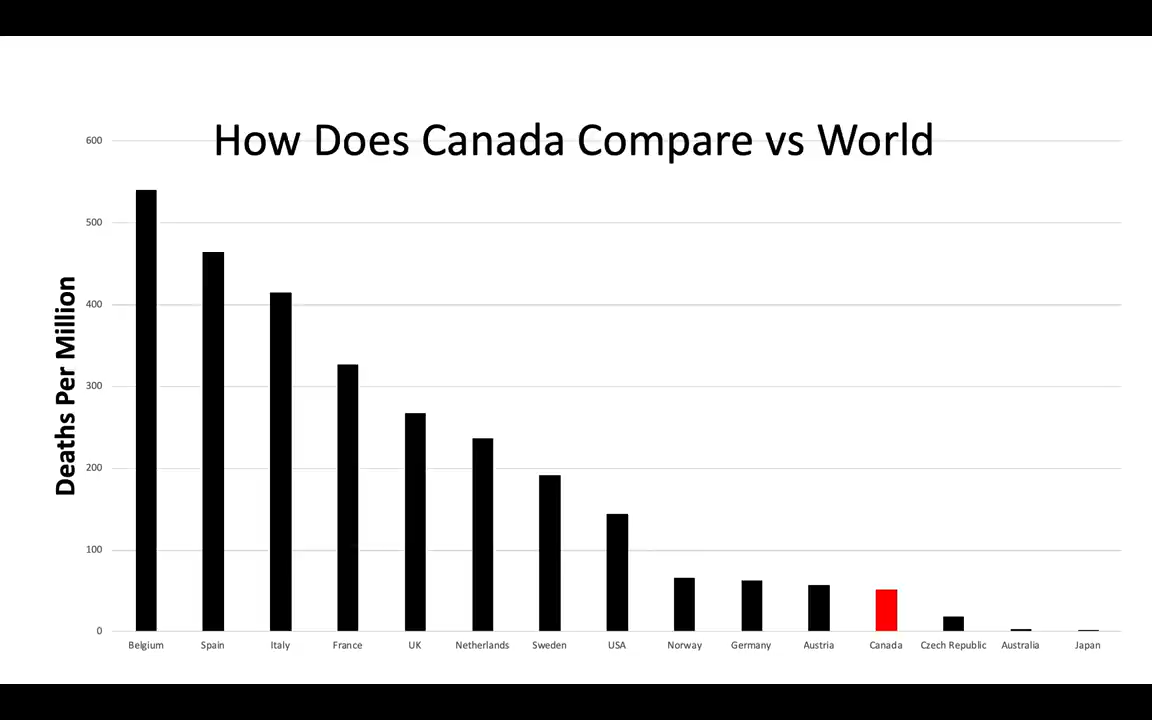 How Does Canada Compare vs World
Deaths Per Million
600
500
400
300
200
100
0
Belgium Spain Italy France UK Netherlands Sweden USA Norway Germany Austria Canada Czech Republic Australia Japan